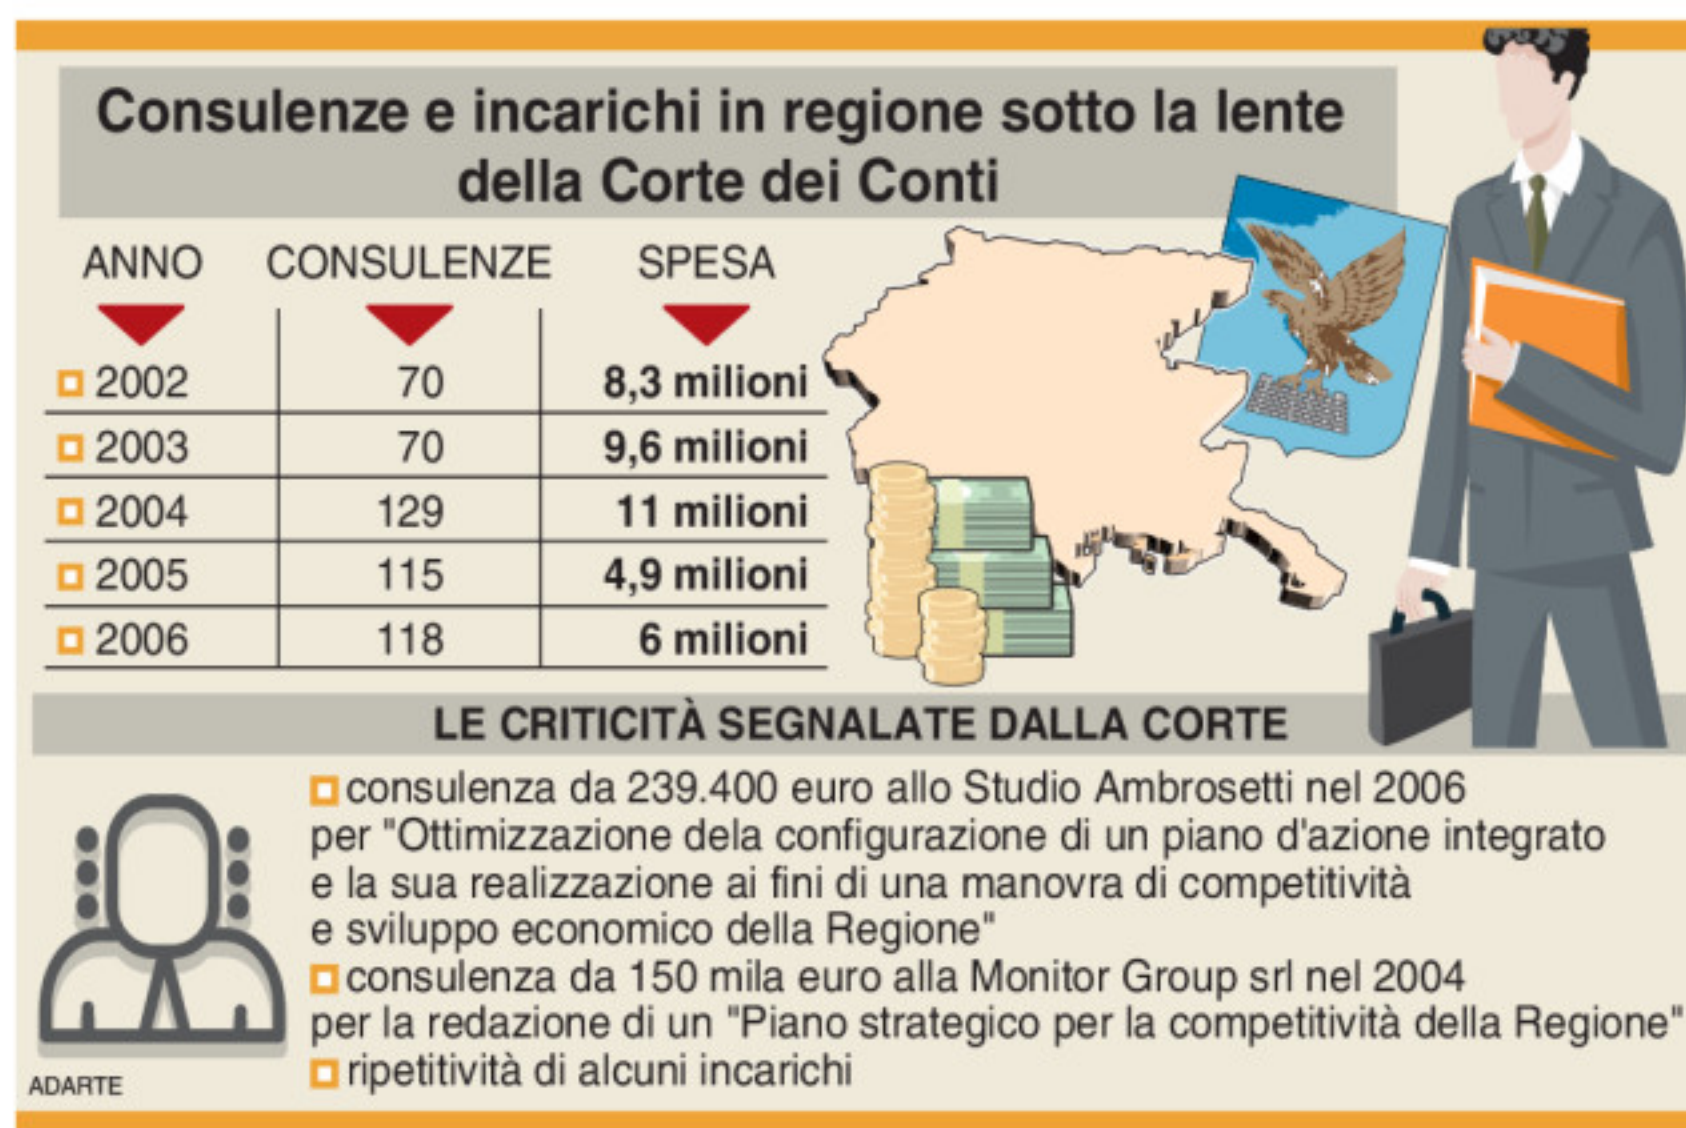 Consulenze e incarichi in regione sotto la lente
della Corte dei Conti
ANNO CONSULENZE SPESA
2002 70 8,3 milioni
2003 70 9,6 milioni
2004 129 11 milioni
2005 115 4,9 milioni
2006 118 6 milioni
LE CRITICITÀ SEGNALATE DALLA CORTE
consulenza da 239.400 euro allo Studio Ambrosetti nel 2006
per "Ottimizzazione dela configurazione di un piano d'azione integrato
e la sua realizzazione ai fini di una manovra di competitività
e sviluppo economico della Regione"
consulenza da 150 mila euro alla Monitor Group srl nel 2004
per la redazione di un "Piano strategico per la competitività della Regione"
ripetitività di alcuni incarichi
ADARTE